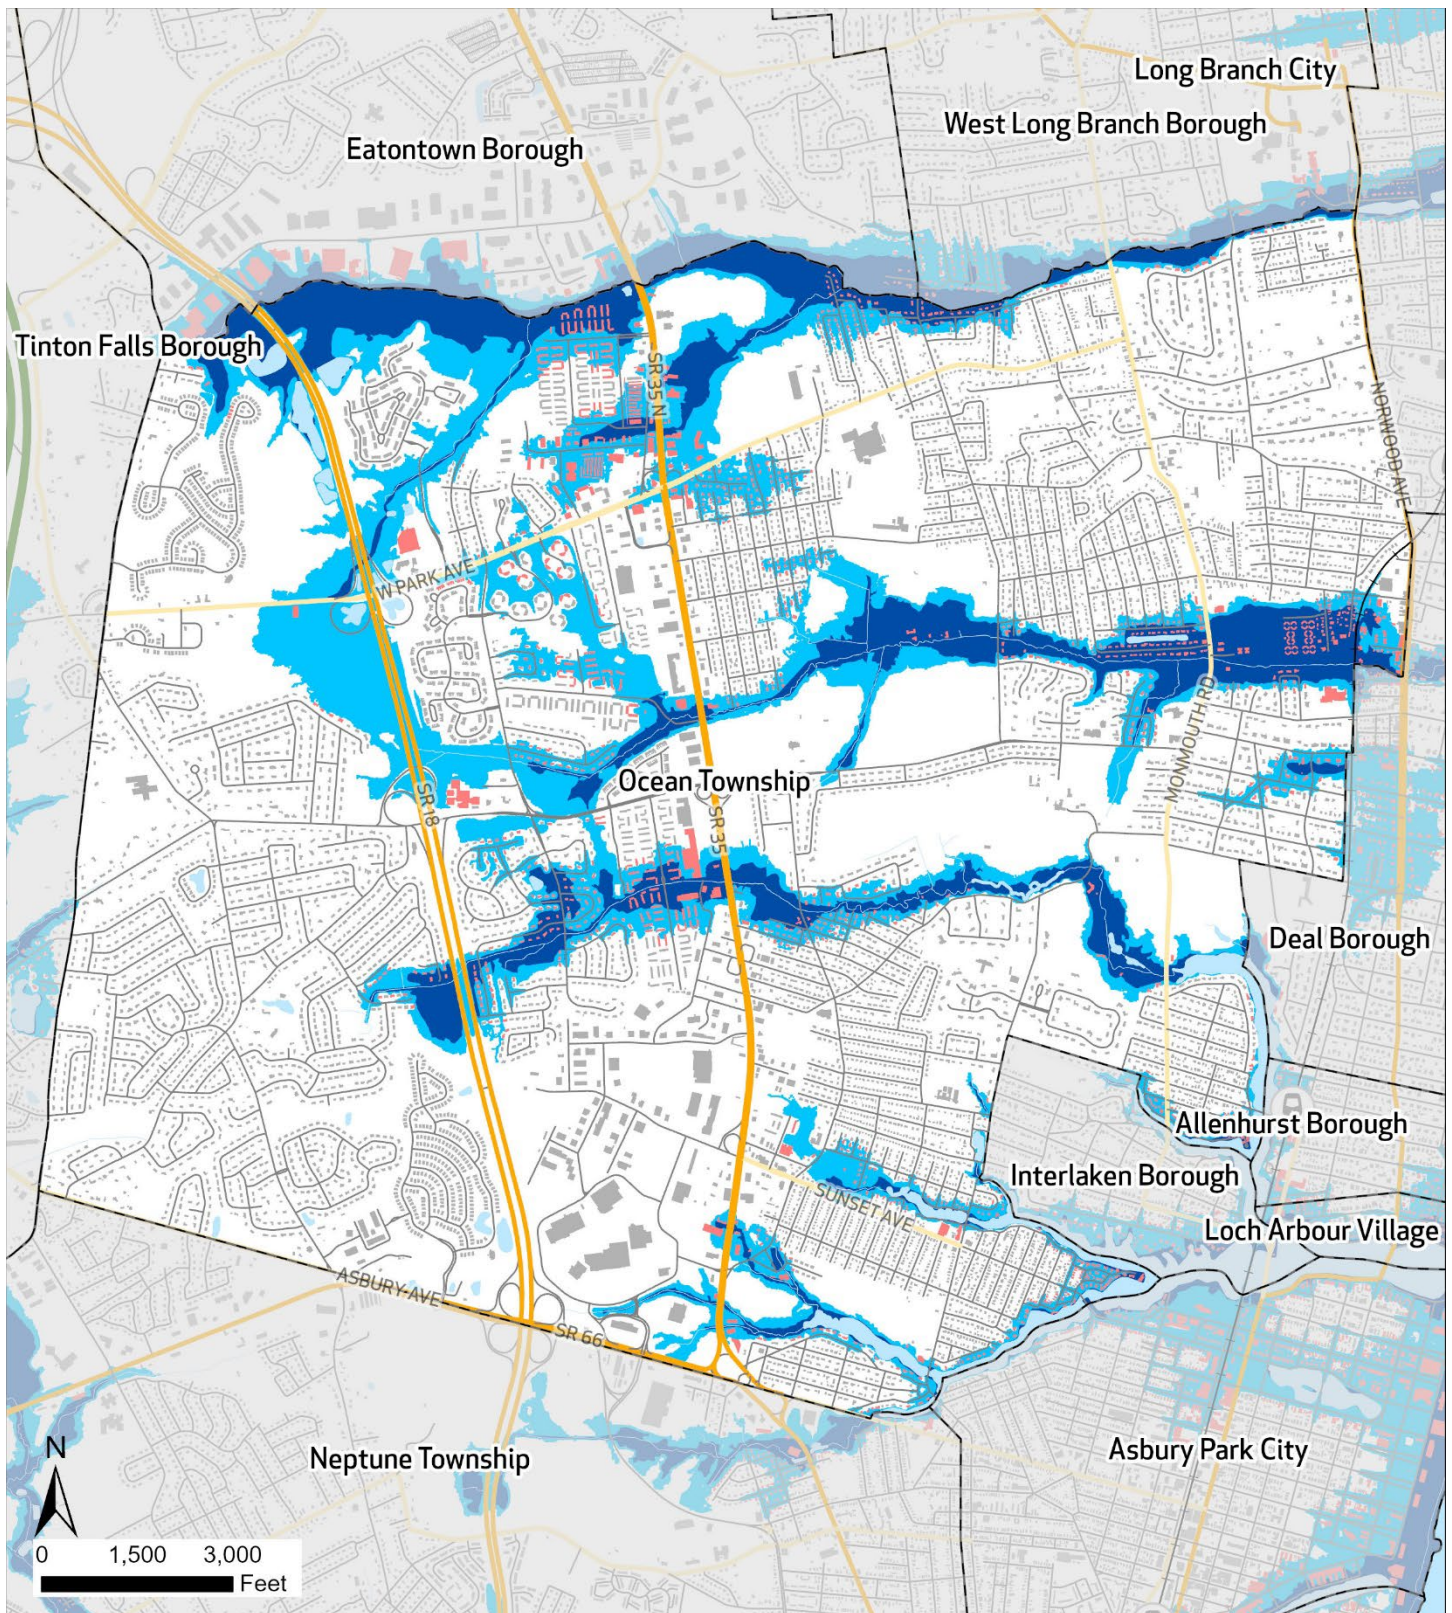 Long Branch City
West Long Branch Borough
Eatontown Borough
Tinton Falls Borough
SR 35 N
NORWOOD AVE
W PARK AVE
MONMOUTH RD
Ocean Township
SR 18
SR 35
Deal Borough
Allenhurst Borough
Interlaken Borough
SUNSET AVE
Loch Arbour Village
ASBURY AVE
SR 66
Neptune Township
Asbury Park City
N
0 1,500 3,000
Feet